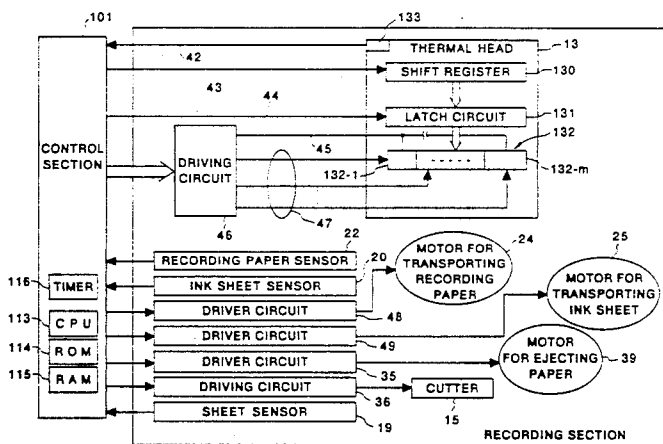 101
133
42
THERMAL HEAD
13
SHIFT REGISTER
130
43
44
LATCH CIRCUIT
131
132
CONTROL
SECTION
DRIVING
CIRCUIT
45
132-1
132-m
46
47
22
RECORDING PAPER SENSOR
20
INK SHEET SENSOR
MOTOR FOR
TRANSPORTING
RECORDING
PAPER
24
25
MOTOR FOR
TRANSPORTING
INK SHEET
116
TIMER
DRIVER CIRCUIT
48
113
CPU
DRIVER CIRCUIT
49
114
ROM
DRIVER CIRCUIT
35
MOTOR
FOR EJECTING
PAPER
39
115
RAM
DRIVING CIRCUIT
36
CUTTER
15
SHEET SENSOR
19
RECORDING SECTION